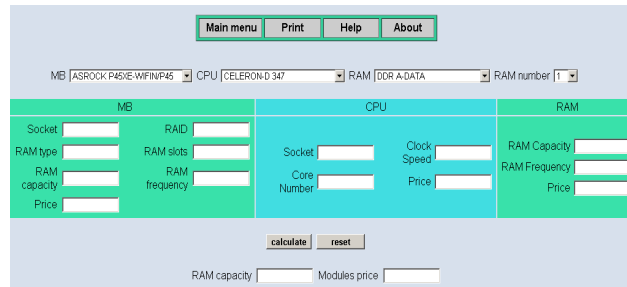 Main menu Print Help About
MB ASROCK P45XE-WIFIN/P45 CPU CELERON-D 347 RAM DDR A-DATA RAM number 1
MB CPU RAM
Socket RAID
RAM type RAM slots
RAM capacity RAM frequency
Price
Socket Clock Speed
Core Number Price
RAM Capacity
RAM Frequency
Price
calculate reset
RAM capacity Modules price